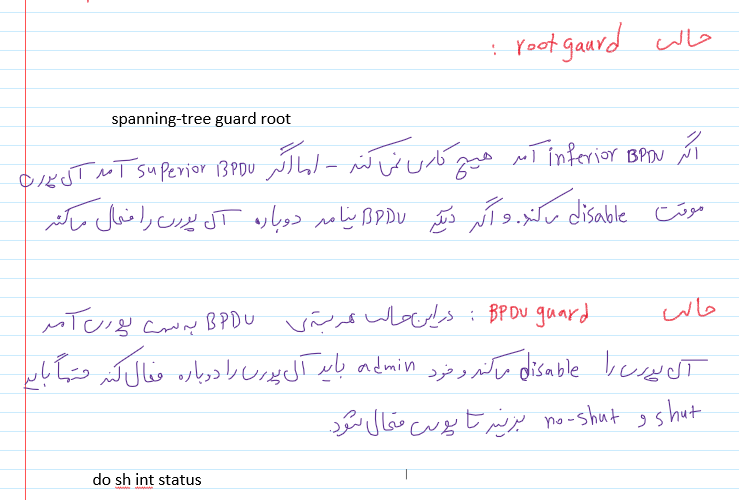 حالت root gaurd :
spanning-tree guard root
اگر inferior BPDU آمد هیچ کاری نمی کند - اما اگر superior BPDU آمد آن پورت
موقت disable می کند. و اگر دیگر BPDU نیامد دوباره آن پورت را فعال می کند
حالت BPDU guard : در این حالت هر بسته ی BPDU به سمت پورت آمد
آن پورت را disable می کند و خود admin باید آن پورت را دوباره فعال کند حتماً باید
shut و no-shut بزنید تا پورت فعال شود.
do sh int status